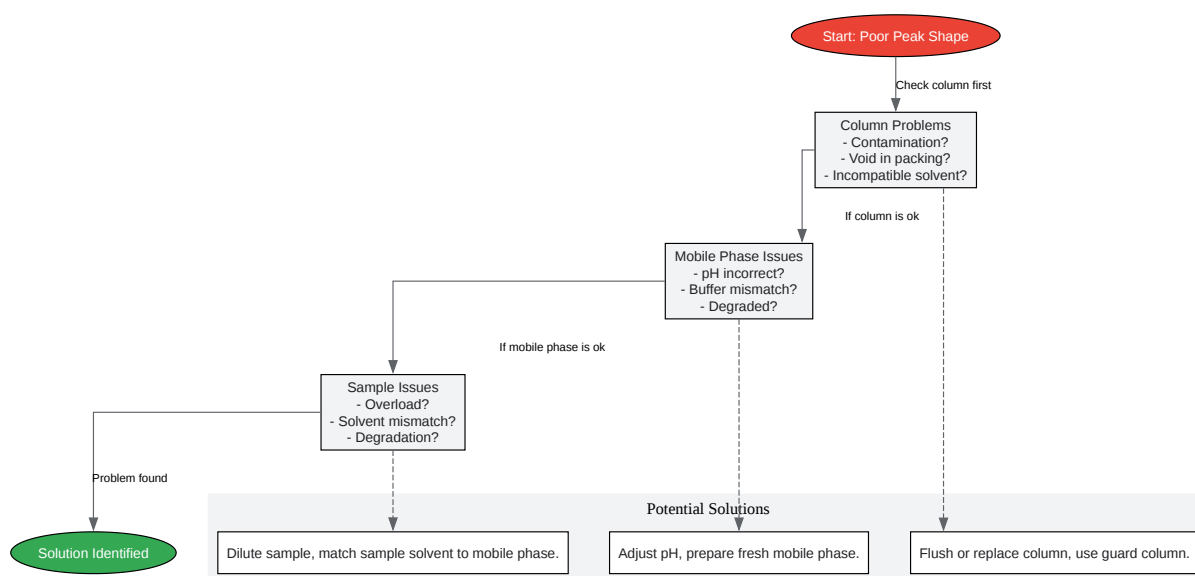 Start: Poor Peak Shape
Check column first
Column Problems
- Contamination?
- Void in packing?
- Incompatible solvent?
If column is ok
Mobile Phase Issues
- pH incorrect?
- Buffer mismatch?
- Degraded?
If mobile phase is ok
Sample Issues
- Overload?
- Solvent mismatch?
- Degradation?
Problem found
Potential Solutions
Solution Identified
Dilute sample, match sample solvent to mobile phase.
Adjust pH, prepare fresh mobile phase.
Flush or replace column, use guard column.